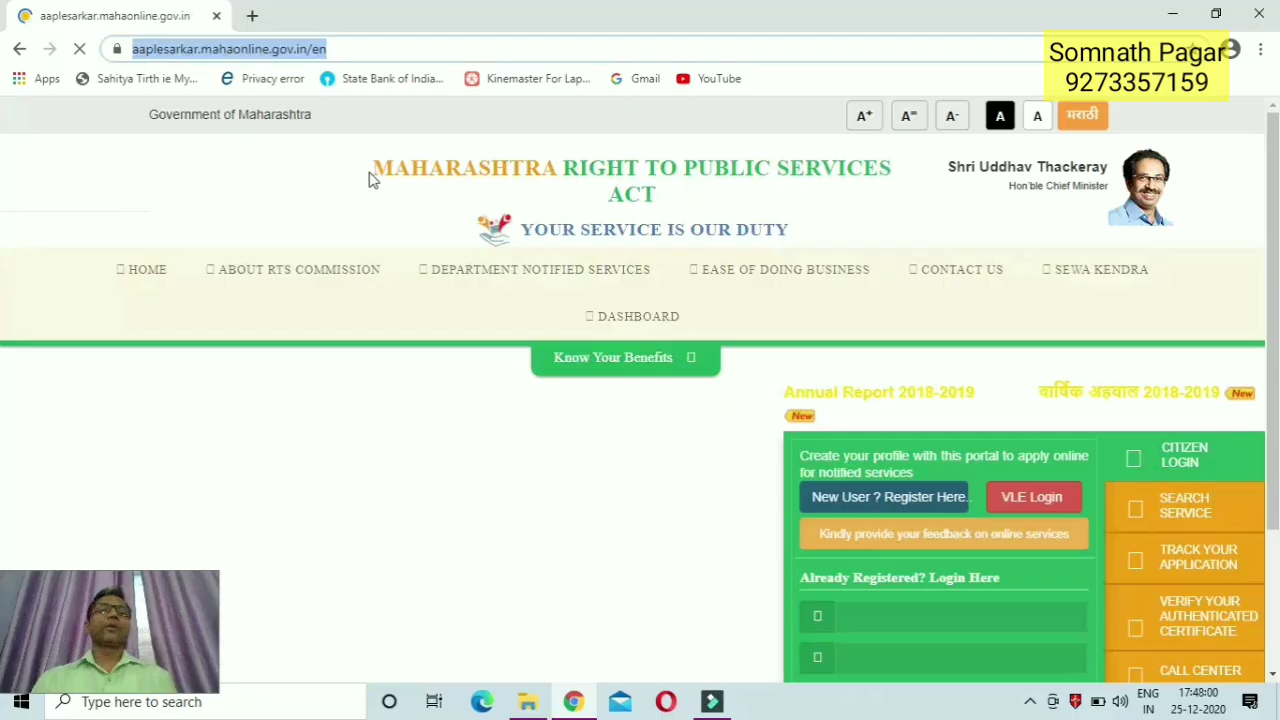 aaplesarkar.mahaonline.gov.in
aaplesarkar.mahaonline.gov.in/en
Somnath Pagar
9273357159
Apps
Sahitya Tirth ie My...
Privacy error
State Bank of India...
Kinemaster For Lap...
Gmail
YouTube
Government of Maharashtra
A+
A=
A-
A
A
मराठी
MAHARASHTRA RIGHT TO PUBLIC SERVICES
ACT
YOUR SERVICE IS OUR DUTY
Shri Uddhav Thackeray
Hon'ble Chief Minister
HOME
ABOUT RTS COMMISSION
DEPARTMENT NOTIFIED SERVICES
EASE OF DOING BUSINESS
CONTACT US
SEWA KENDRA
DASHBOARD
Know Your Benefits
Annual Report 2018-2019
वार्षिक अहवाल 2018-2019 New
New
Create your profile with this portal to apply online
for notified services
New User ? Register Here..
VLE Login
Kindly provide your feedback on online services
Already Registered? Login Here
CITIZEN
LOGIN
SEARCH
SERVICE
TRACK YOUR
APPLICATION
VERIFY YOUR
AUTHENTICATED
CERTIFICATE
CALL CENTER
Type here to search
ENG
IN
17:48:00
25-12-2020